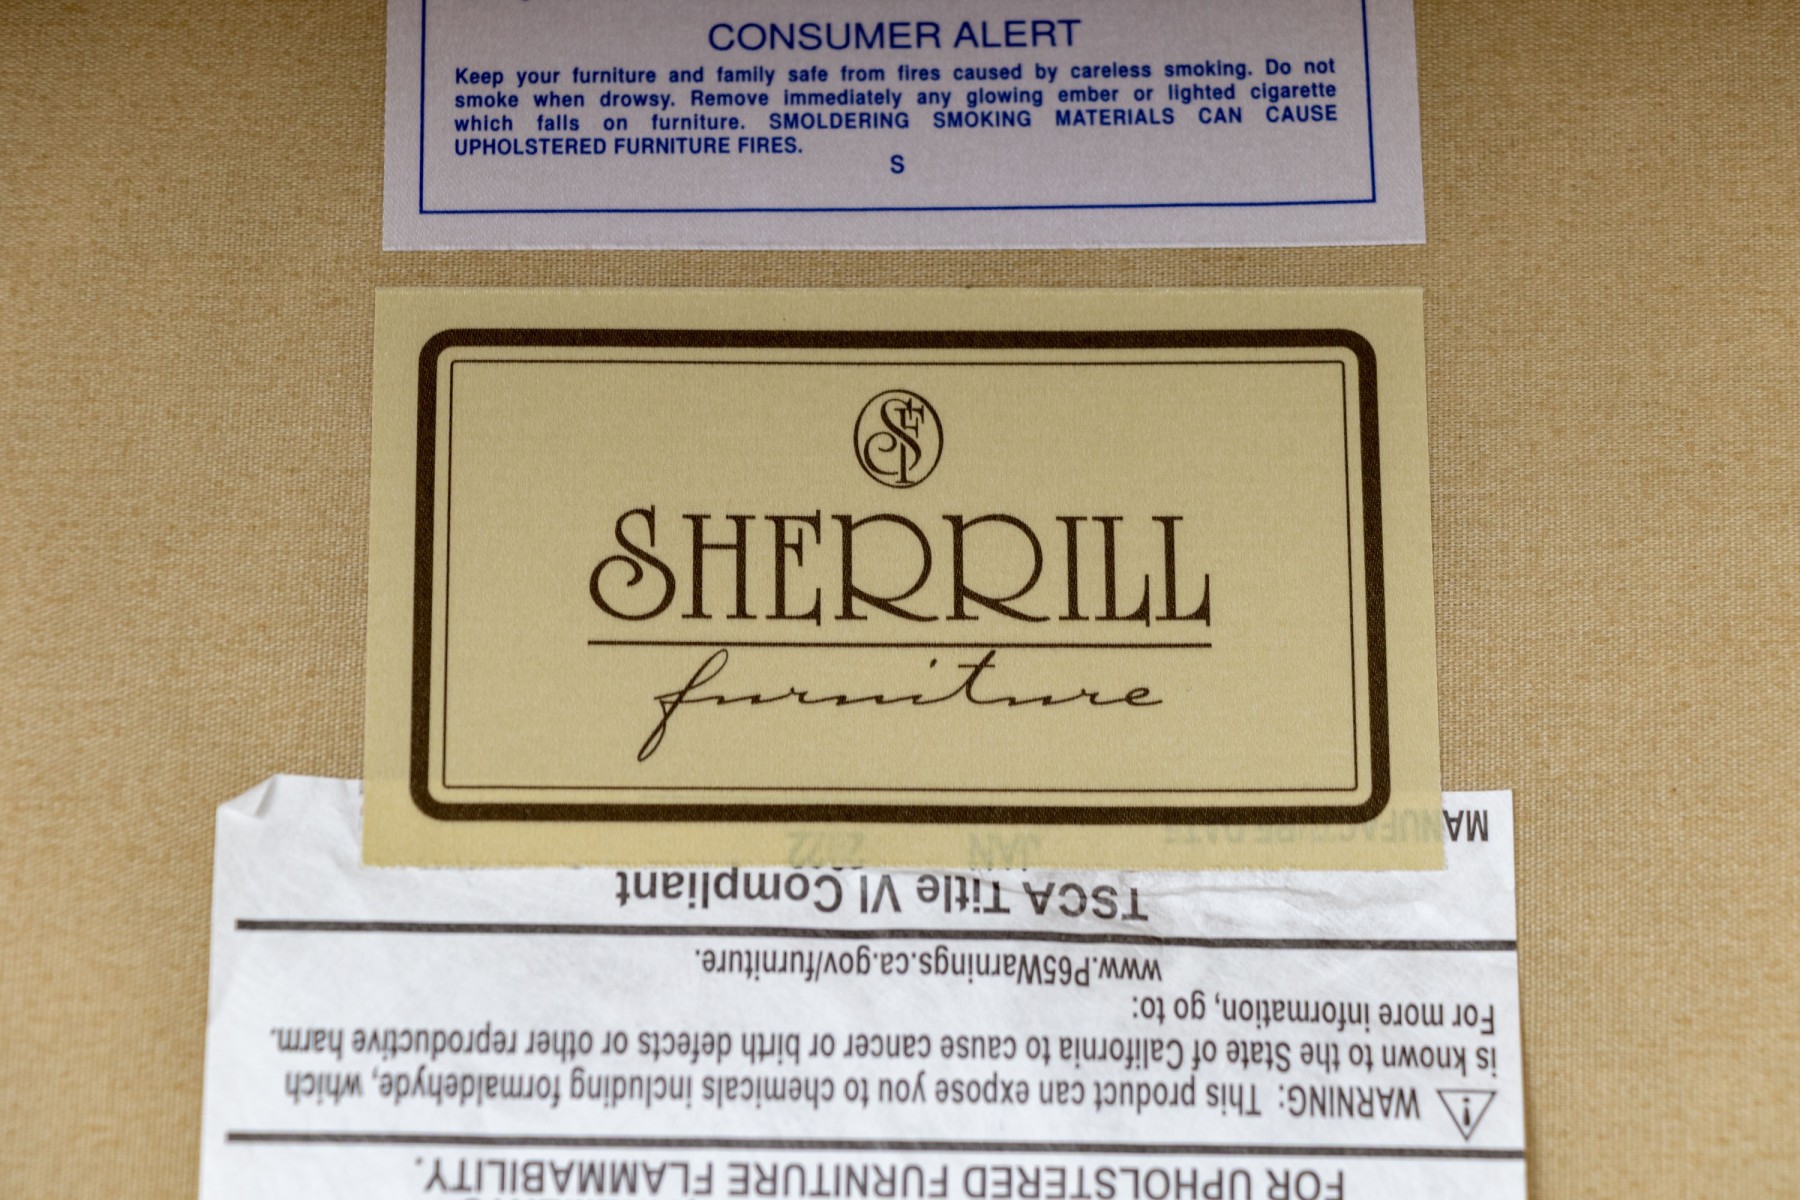 CONSUMER ALERT
Keep your furniture and family safe from fires caused by careless smoking. Do not
smoke when drowsy. Remove immediately any glowing ember or lighted cigarette
which falls on furniture. SMOLDERING SMOKING MATERIALS CAN CAUSE
UPHOLSTERED FURNITURE FIRES.
S
SF
SHERRILL
furniture
FOR UPHOLSTERED FURNITURE FLAMMABILITY.
WARNING: This product can expose you to chemicals including formaldehyde, which
is known to the State of California to cause cancer or birth defects or other reproductive harm.
For more information, go to:
www.P65Warnings.ca.gov/furniture.
TSCA Title VI Compliant
JAN
MANUFACTURE DATE